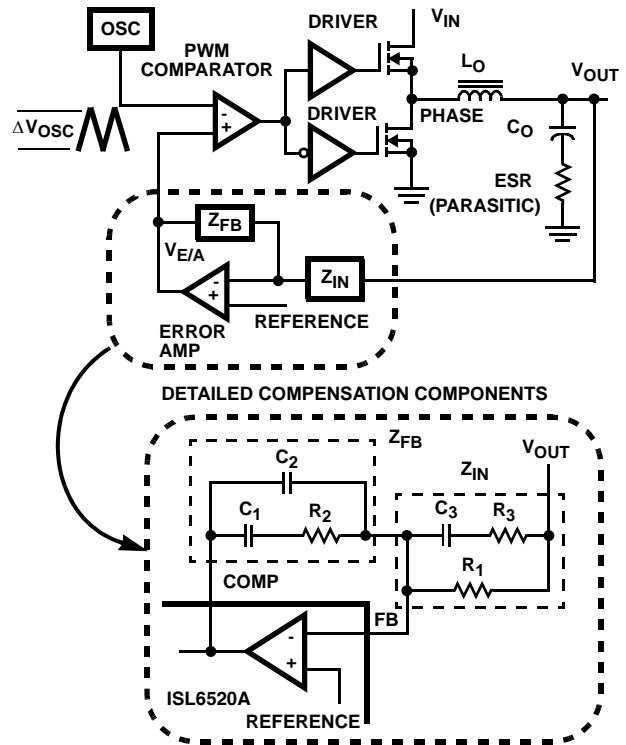 OSC
DRIVER
V_IN
PWM
COMPARATOR
L_O
V_OUT
DRIVER
ΔV_OSC
-
+
PHASE
C_O
ESR
(PARASITIC)
Z_FB
V_E/A
-
+
Z_IN
REFERENCE
ERROR
AMP
DETAILED COMPENSATION COMPONENTS
Z_FB
V_OUT
C_2
Z_IN
C_1
R_2
C_3
R_3
R_1
COMP
FB
-
+
ISL6520A
REFERENCE